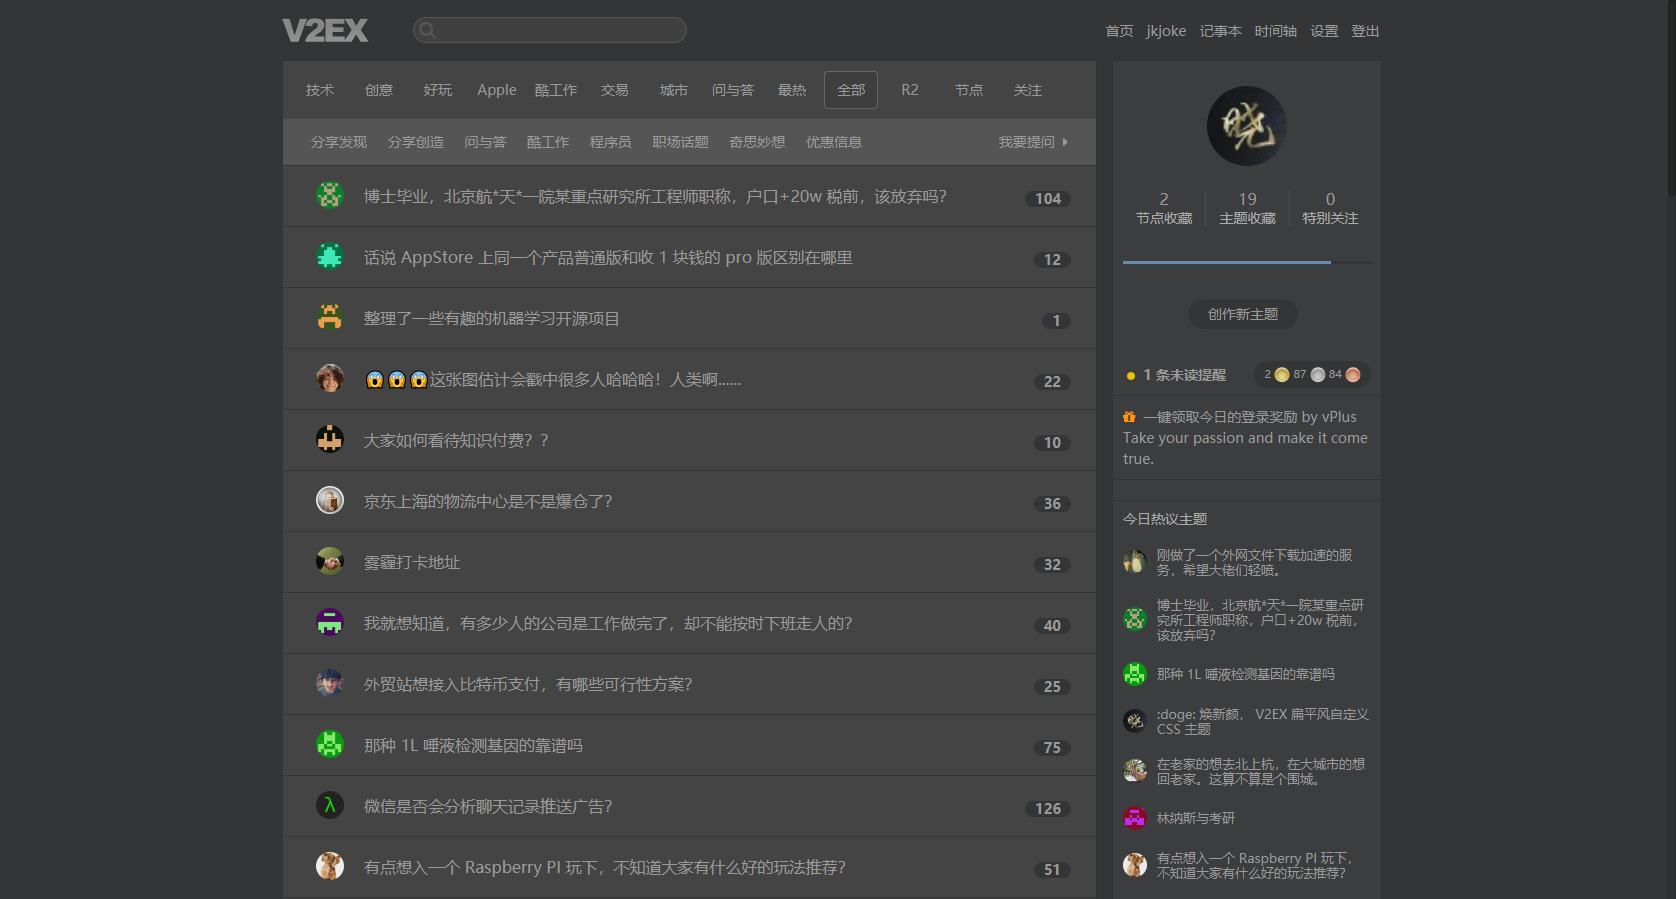 V2EX
首页 jkjoke 记事本 时间轴 设置 登出
技术 创意 好玩 Apple 酷工作 交易 城市 问与答 最热 全部 R2 节点 关注
分享发现 分享创造 问与答 酷工作 程序员 职场话题 奇思妙想 优惠信息 我要提问
博士毕业，北京航*天*一院某重点研究所工程师职称，户口+20w 税前，该放弃吗？ 104
话说 AppStore 上同一个产品普通版和收 1 块钱的 pro 版区别在哪里 12
整理了一些有趣的机器学习开源项目 1
😱😱😱这张图估计会戳中很多人哈哈哈！人类啊...... 22
大家如何看待知识付费？？ 10
京东上海的物流中心是不是爆仓了？ 36
雾霾打卡地址 32
我就想知道，有多少人的公司是工作做完了，却不能按时下班走人的？ 40
外贸站想接入比特币支付，有哪些可行性方案？ 25
那种 1L 唾液检测基因的靠谱吗 75
λ 微信是否会分析聊天记录推送广告？ 126
有点想入一个 Raspberry PI 玩下，不知道大家有什么好的玩法推荐？ 51
晓
2 19 0
节点收藏 主题收藏 特别关注
创作新主题
1 条未读提醒 2 87 84
一键领取今日的登录奖励 by vPlus
Take your passion and make it come
true.
今日热议主题
刚做了一个外网文件下载加速的服
务，希望大佬们轻喷。
博士毕业，北京航*天*一院某重点研
究所工程师职称，户口+20w 税前，
该放弃吗？
那种 1L 唾液检测基因的靠谱吗
:doge: 焕新颜， V2EX 扁平风自定义
CSS 主题
在老家的想去北上杭，在大城市的想
回老家。这算不算是个围城。
林纳斯与考研
有点想入一个 Raspberry PI 玩下，
不知道大家有什么好的玩法推荐？